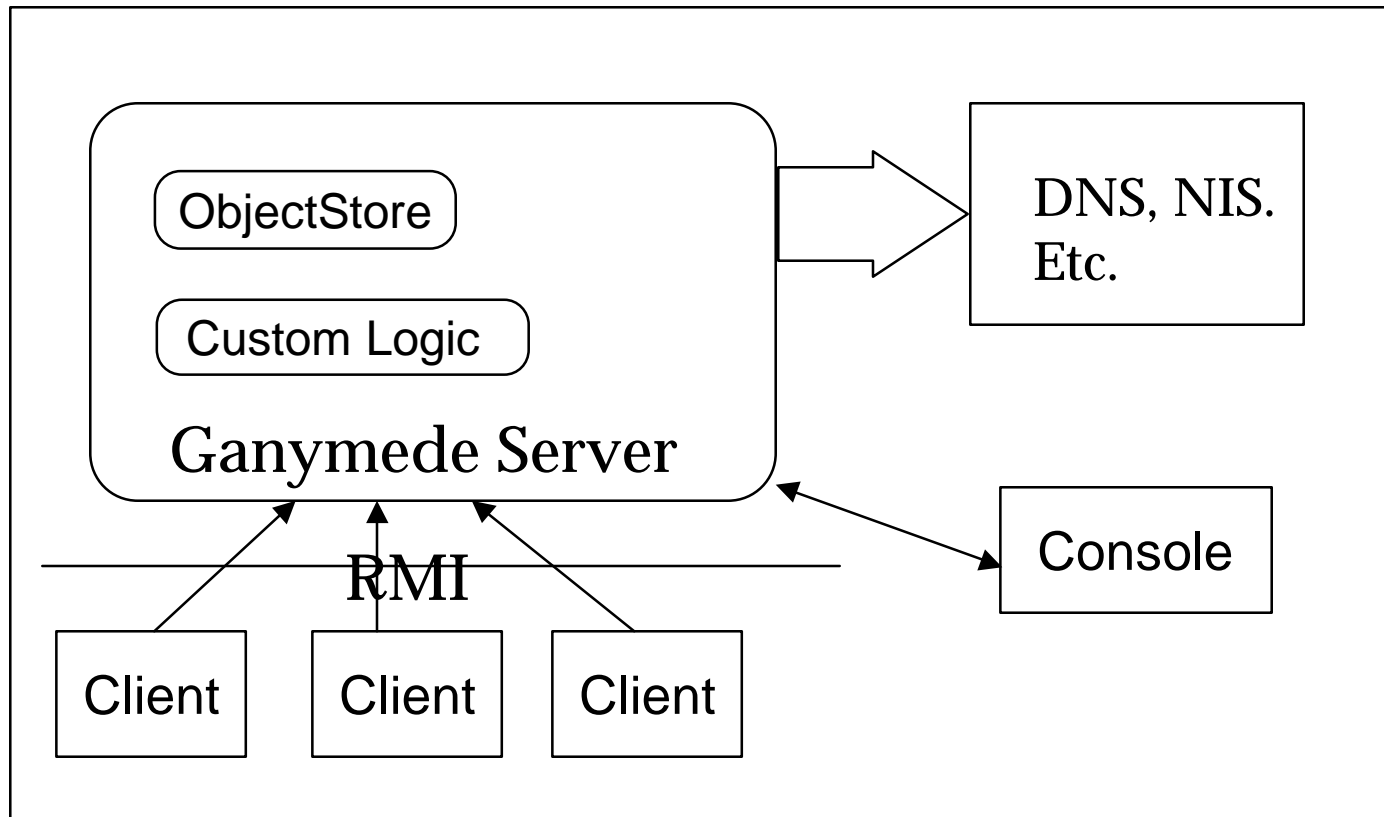 ObjectStore
Custom Logic
Ganymede Server
DNS, NIS.
Etc.
Console
RMI
Client
Client
Client